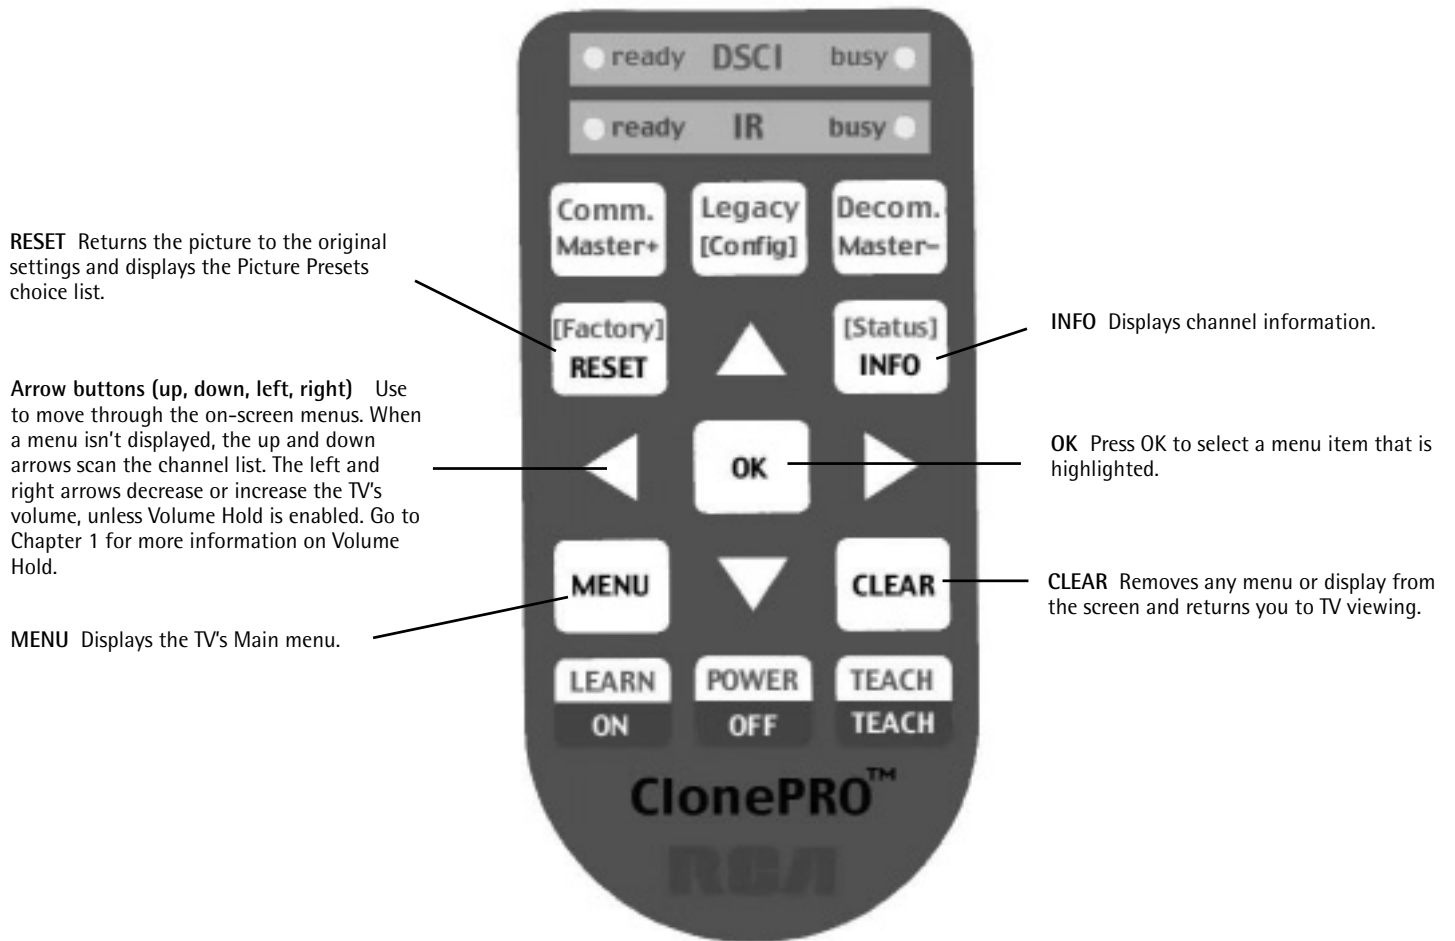 ready DSCI busy
ready IR busy
Comm. Master+
Legacy [Config]
Decom. Master–
[Factory] RESET
[Status] INFO
OK
MENU
CLEAR
LEARN ON
POWER OFF
TEACH TEACH
ClonePRO™
RCA
RESET Returns the picture to the original
settings and displays the Picture Presets
choice list.
Arrow buttons (up, down, left, right) Use
to move through the on-screen menus. When
a menu isn't displayed, the up and down
arrows scan the channel list. The left and
right arrows decrease or increase the TV's
volume, unless Volume Hold is enabled. Go to
Chapter 1 for more information on Volume
Hold.
MENU Displays the TV's Main menu.
INFO Displays channel information.
OK Press OK to select a menu item that is
highlighted.
CLEAR Removes any menu or display from
the screen and returns you to TV viewing.